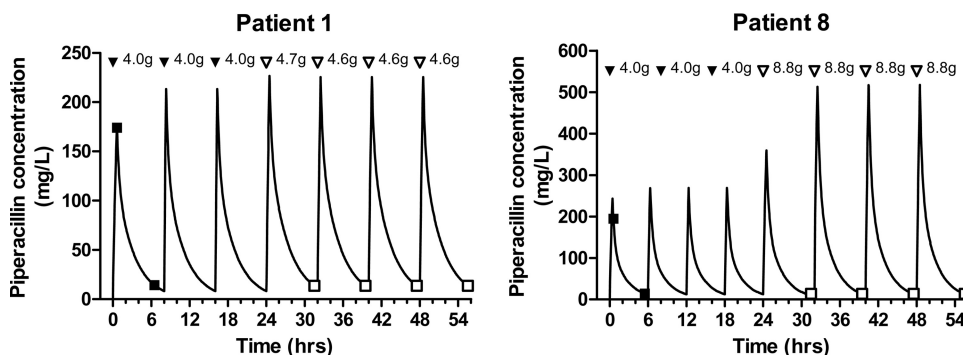 Patient 1
▼ 4.0g ▼ 4.0g ▼ 4.0g ▽ 4.7g ▽ 4.6g ▽ 4.6g ▽ 4.6g
Piperacillin concentration
(mg/L)
250
200
150
100
50
0
0 6 12 18 24 30 36 42 48 54
Time (hrs)
Patient 8
▼ 4.0g ▼ 4.0g ▼ 4.0g ▽ 8.8g ▽ 8.8g ▽ 8.8g ▽ 8.8g
Piperacillin concentration
(mg/L)
600
500
400
300
200
100
0
0 6 12 18 24 30 36 42 48 54
Time (hrs)